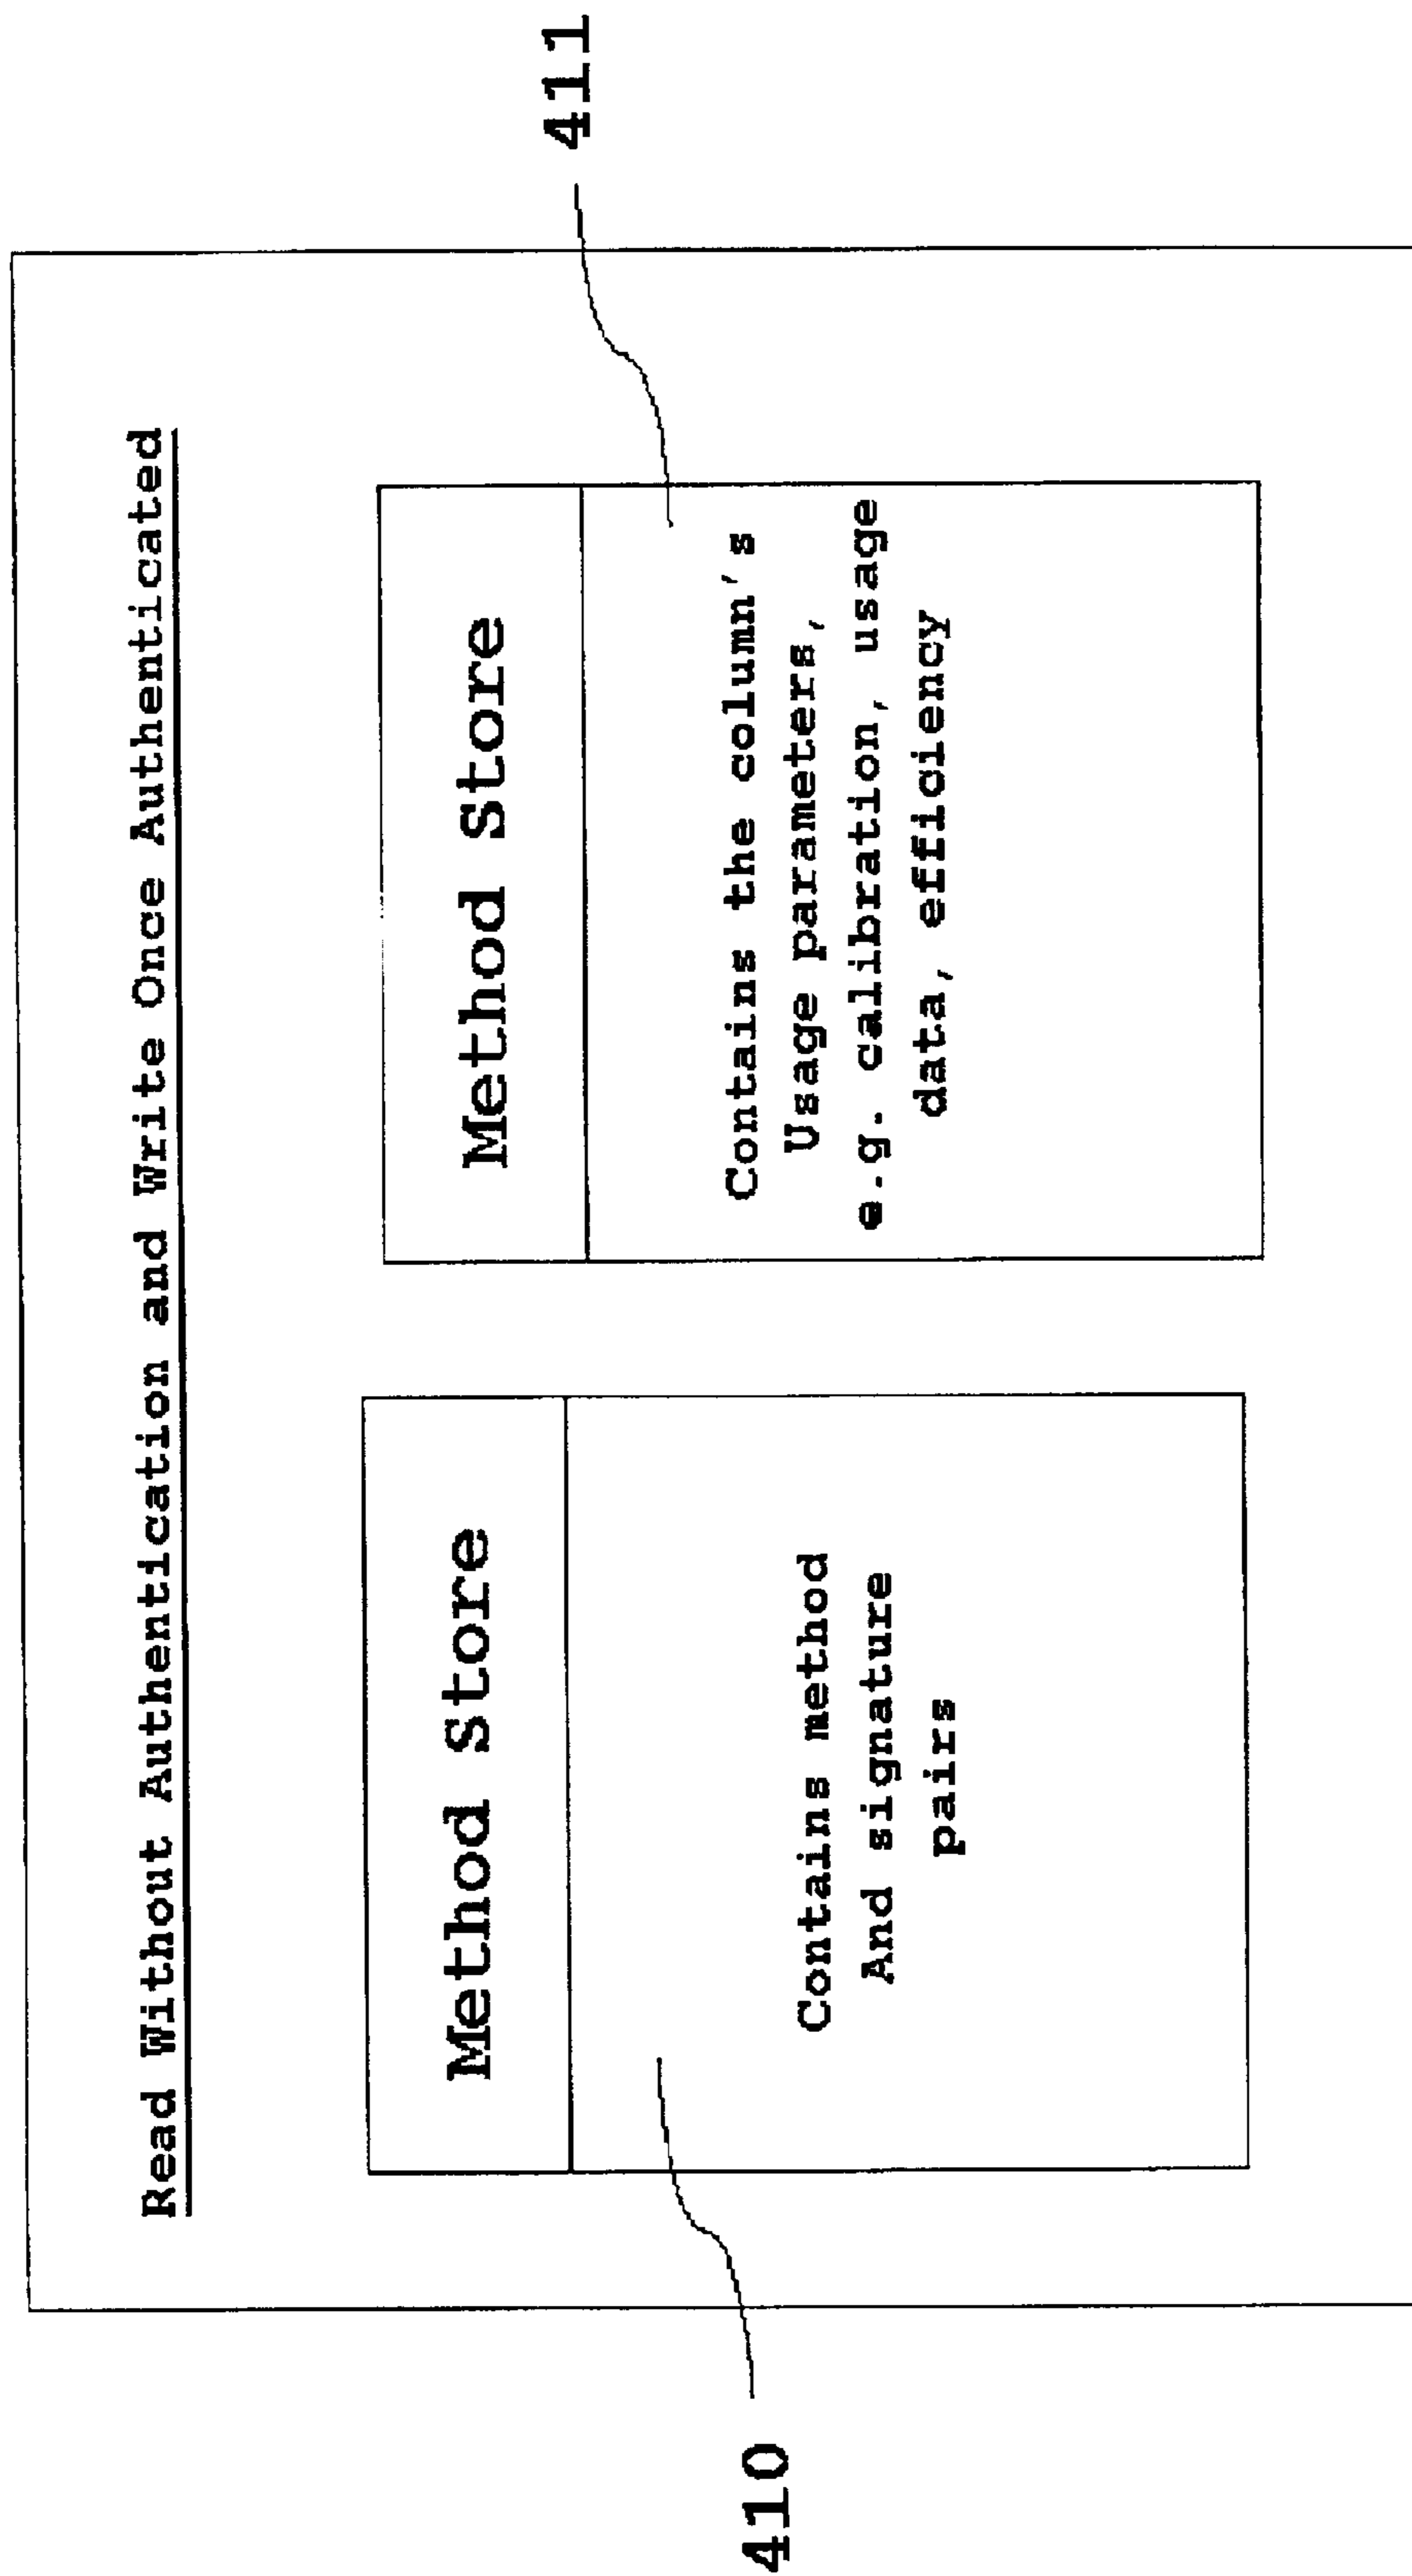 Read Without Authentication and Write Once Authenticated
Method Store
Contains method
And signature
pairs
410
Method Store
Contains the column's
Usage parameters,
e.g. calibration, usage
data, efficiency
411